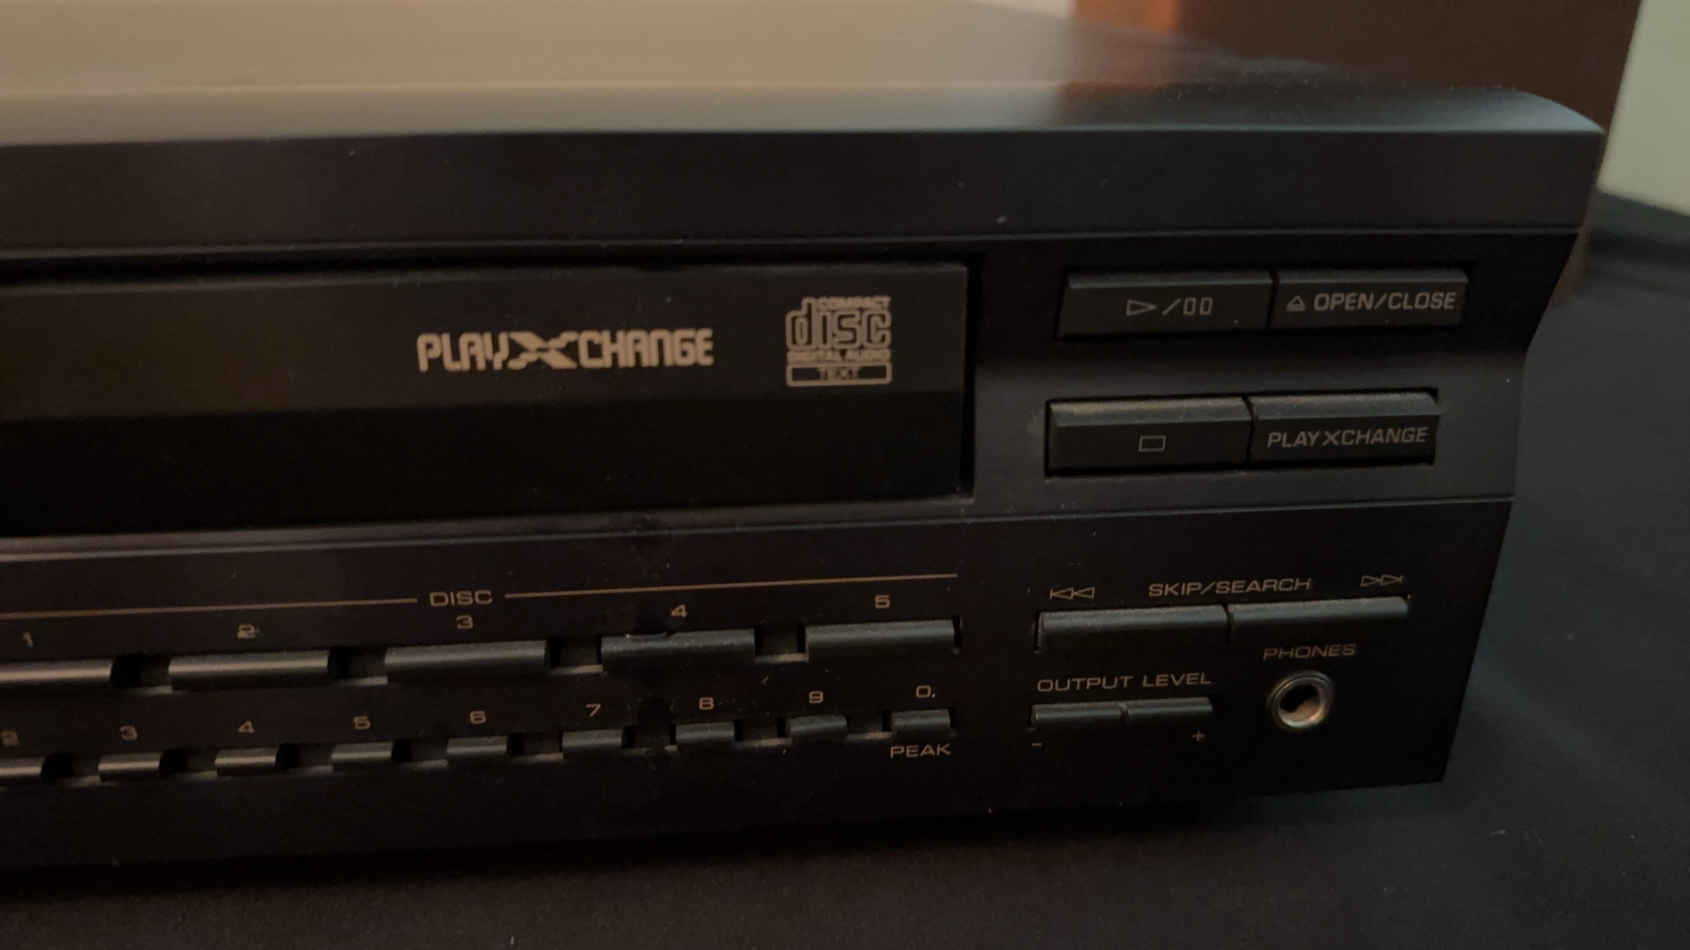 PLAYXCHANGE
COMPACT
disc
DIGITAL AUDIO
TEXT
OPEN/CLOSE
PLAYXCHANGE
DISC
1 2 3 4 5
SKIP/SEARCH
PHONES
2 3 4 5 6 7 8 9 0
PEAK
OUTPUT LEVEL
- +